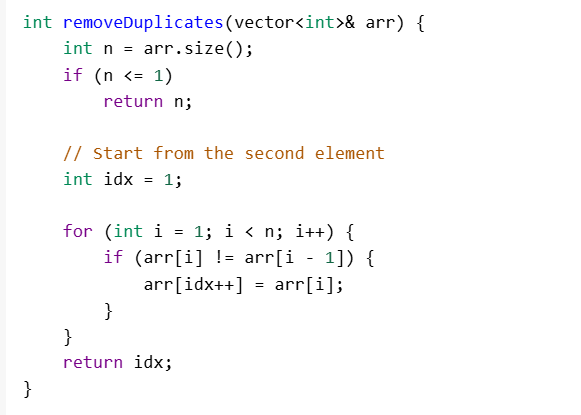 int removeDuplicates(vector<int>& arr) {
    int n = arr.size();
    if (n <= 1)
        return n;

    // Start from the second element
    int idx = 1;

    for (int i = 1; i < n; i++) {
        if (arr[i] != arr[i - 1]) {
            arr[idx++] = arr[i];
        }
    }
    return idx;
}